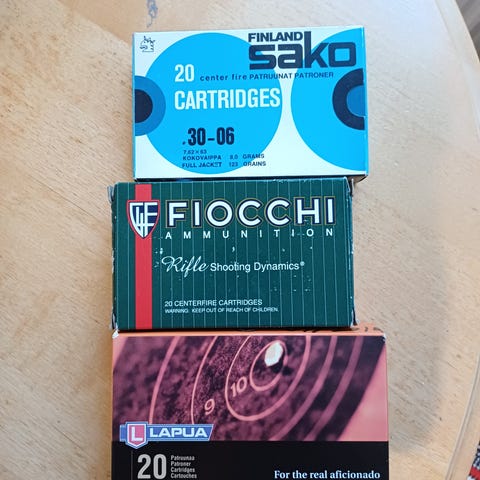 FINLAND
sako
20 center fire PATRUUNAT PATRONER
CARTRIDGES
.30-06
7,62 × 63
KOKOVAIPPA 8.0 GRAMS
FULL JACKET 123 GRAINS
FIOCCHI
AMMUNITION
Rifle Shooting Dynamics®
20 CENTERFIRE CARTRIDGES
WARNING: KEEP OUT OF REACH OF CHILDREN.
10
9
L LAPUA
20 Patruunaa
Patroner
Cartridges
Cartouches
For the real aficionado